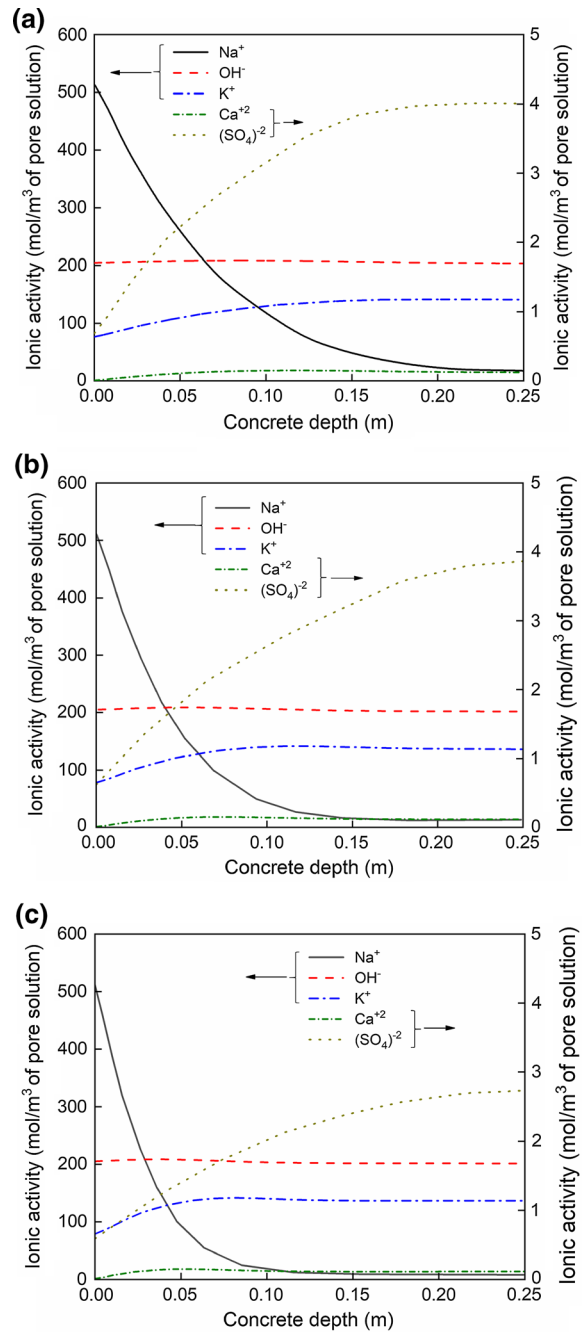 (a)
600
500
400
300
200
100
0
Ionic activity (mol/m³ of pore solution)
Na⁺
OH⁻
K⁺
Ca⁺²
(SO₄)⁻²
5
4
3
2
1
0
Ionic activity (mol/m³ of pore solution)
0.00 0.05 0.10 0.15 0.20 0.25
Concrete depth (m)
(b)
600
500
400
300
200
100
0
Ionic activity (mol/m³ of pore solution)
Na⁺
OH⁻
K⁺
Ca⁺²
(SO₄)⁻²
5
4
3
2
1
0
Ionic activity (mol/m³ of pore solution)
0.00 0.05 0.10 0.15 0.20 0.25
Concrete depth (m)
(c)
600
500
400
300
200
100
0
Ionic activity (mol/m³ of pore solution)
Na⁺
OH⁻
K⁺
Ca⁺²
(SO₄)⁻²
5
4
3
2
1
0
Ionic activity (mol/m³ of pore solution)
0.00 0.05 0.10 0.15 0.20 0.25
Concrete depth (m)